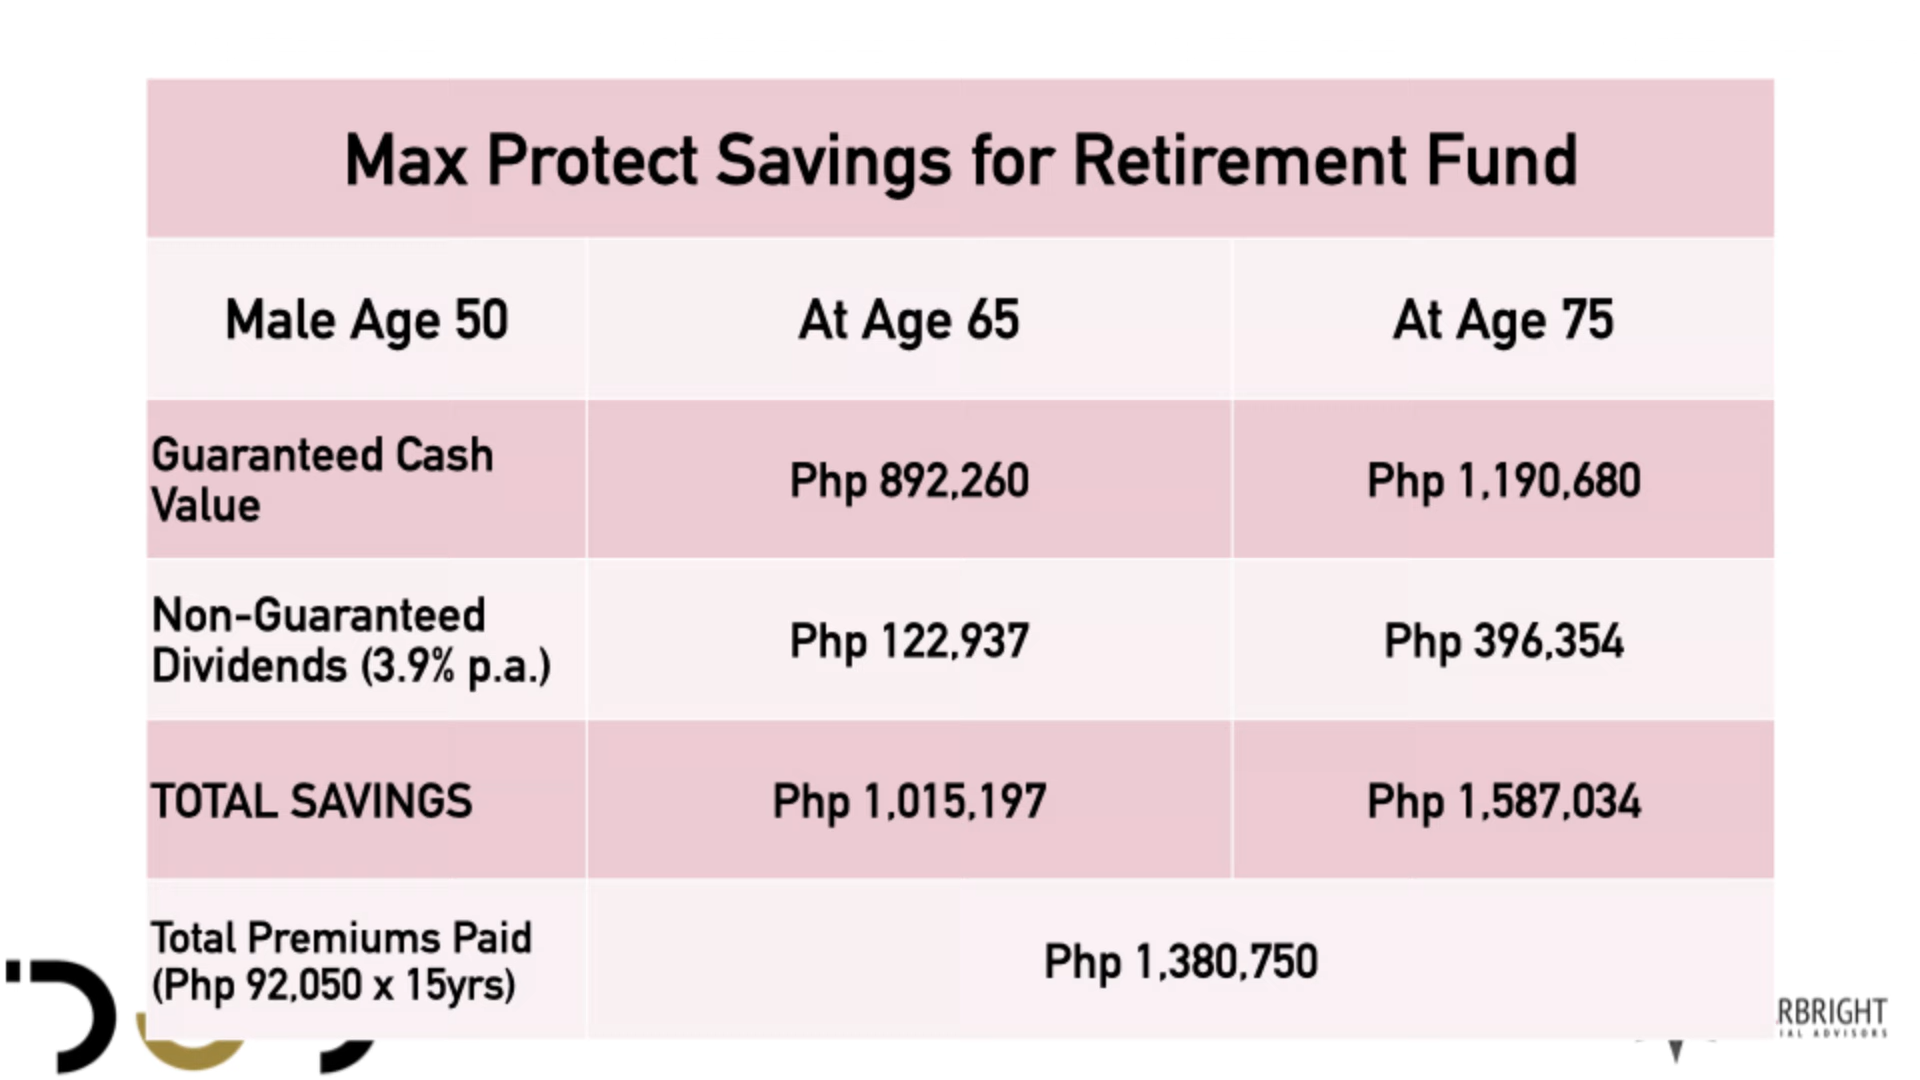 Max Protect Savings for Retirement Fund
Male Age 50
At Age 65
At Age 75
Guaranteed Cash
Value
Php 892,260
Php 1,190,680
Non-Guaranteed
Dividends (3.9% p.a.)
Php 122,937
Php 396,354
TOTAL SAVINGS
Php 1,015,197
Php 1,587,034
Total Premiums Paid
(Php 92,050 x 15yrs)
Php 1,380,750
RBRIGHT
IAL ADVISORS